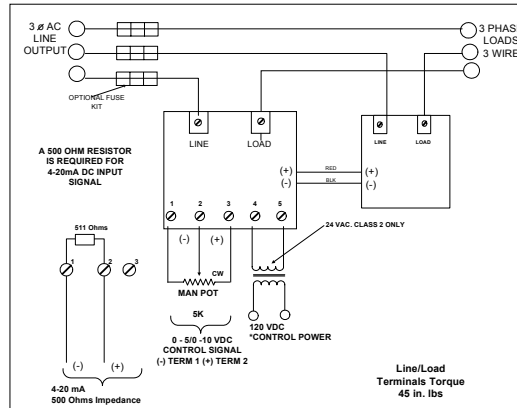 3 ø AC
LINE
OUTPUT
3 PHASE
LOADS
3 WIRE
OPTIONAL FUSE
KIT
LINE
LOAD
LINE
LOAD
A 500 OHM RESISTOR
IS REQUIRED FOR
4-20mA DC INPUT
SIGNAL
(+)
RED
(+)
(-)
BLK
(-)
1 2 3 4 5
(-) (+)
24 VAC. CLASS 2 ONLY
511 Ohms
1 2 3
CW
MAN POT
5K
0 - 5/0 -10 VDC
CONTROL SIGNAL
(-) TERM 1 (+) TERM 2
120 VDC
*CONTROL POWER
(-) (+)
4-20 mA
500 Ohms Impedance
Line/Load
Terminals Torque
45 in. lbs